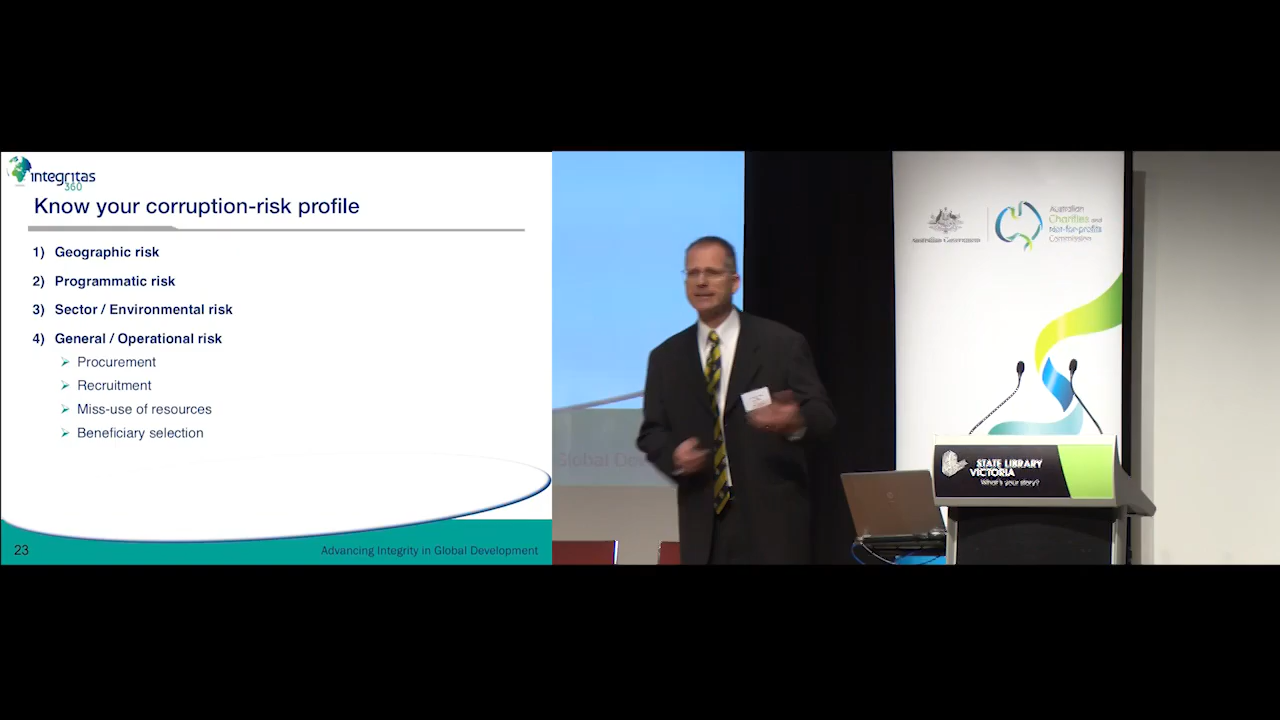 integritas
360
Know your corruption-risk profile
1) Geographic risk
2) Programmatic risk
3) Sector / Environmental risk
4) General / Operational risk
Procurement
Recruitment
Miss-use of resources
Beneficiary selection
23
Advancing Integrity in Global Development
Global Dev
Australian Government
Australian
Charities and
Not-for-profits
Commission
STATE LIBRARY
VICTORIA
What's your story?